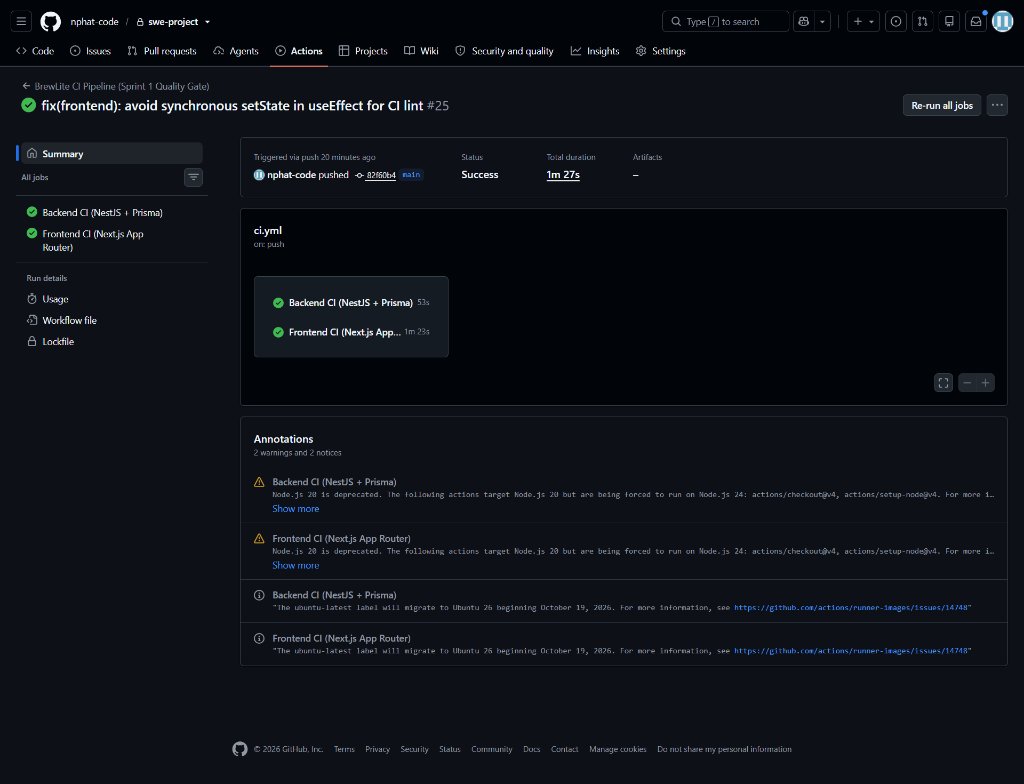 nphat-code / swe-project
Type / to search
Code
Issues
Pull requests
Agents
Actions
Projects
Wiki
Security and quality
Insights
Settings
BrewLite CI Pipeline (Sprint 1 Quality Gate)
fix(frontend): avoid synchronous setState in useEffect for CI lint #25
Re-run all jobs
Summary
All jobs
Backend CI (NestJS + Prisma)
Frontend CI (Next.js App
Router)
Run details
Usage
Workflow file
Lockfile
Triggered via push 20 minutes ago
nphat-code pushed 82f60b4 main
Status
Success
Total duration
1m 27s
Artifacts
–
ci.yml
on: push
Backend CI (NestJS + Prisma) 53s
Frontend CI (Next.js App... 1m 23s
Annotations
2 warnings and 2 notices
Backend CI (NestJS + Prisma)
Node.js 20 is deprecated. The following actions target Node.js 20 but are being forced to run on Node.js 24: actions/checkout@v4, actions/setup-node@v4. For more i…
Show more
Frontend CI (Next.js App Router)
Node.js 20 is deprecated. The following actions target Node.js 20 but are being forced to run on Node.js 24: actions/checkout@v4, actions/setup-node@v4. For more i…
Show more
Backend CI (NestJS + Prisma)
"The ubuntu-latest label will migrate to Ubuntu 26 beginning October 19, 2026. For more information, see https://github.com/actions/runner-images/issues/14748"
Frontend CI (Next.js App Router)
"The ubuntu-latest label will migrate to Ubuntu 26 beginning October 19, 2026. For more information, see https://github.com/actions/runner-images/issues/14748"
© 2026 GitHub, Inc. Terms Privacy Security Status Community Docs Contact Manage cookies Do not share my personal information